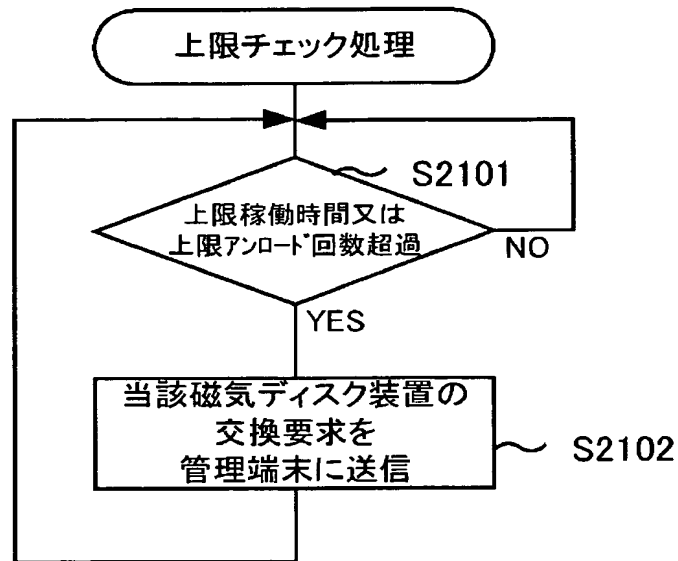 上限チェック処理
S2101
上限稼働時間又は
上限ｱﾝﾛｰﾄﾞ回数超過
NO
YES
当該磁気ディスク装置の
交換要求を
管理端末に送信
S2102